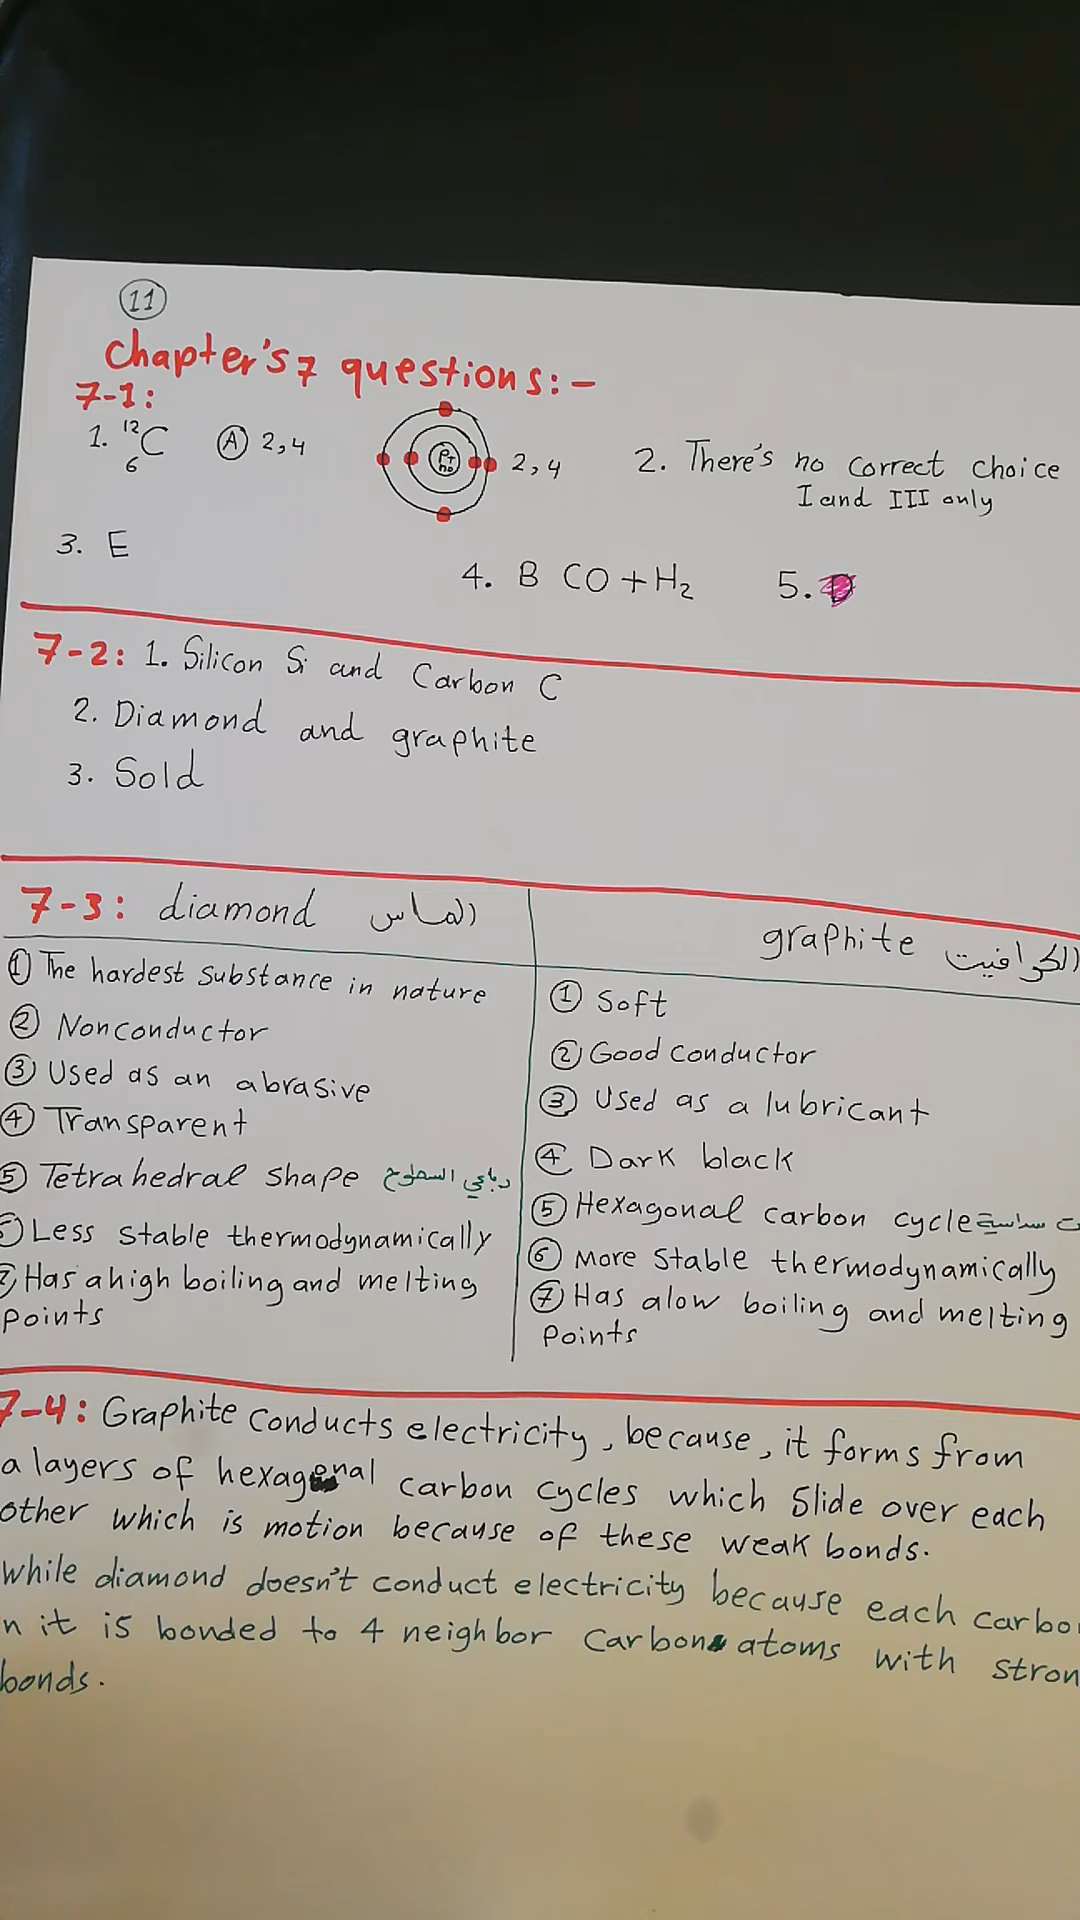 11
Chapter's 7 questions:-
7-1:
1. ¹²₆C Ⓐ 2,4
P+
n0
2,4
2. There's no correct choice
I and III only
3. E
4. B CO+H₂
5. D
7-2: 1. Silicon Si and Carbon C
2. Diamond and graphite
3. Sold
7-3: diamond الماس
① The hardest substance in nature
② Nonconductor
③ Used as an abrasive
④ Transparent
⑤ Tetrahedral shape رباعي السطوح
Less stable thermodynamically
Has a high boiling and melting
points
graphite الكرافيت
① Soft
② Good conductor
③ Used as a lubricant
④ Dark black
⑤ Hexagonal carbon cycle سداسية
⑥ More stable thermodynamically
⑦ Has a low boiling and melting
points
7-4: Graphite conducts electricity, because, it forms from
a layers of hexagonal carbon cycles which slide over each
other which is motion because of these weak bonds.
while diamond doesn't conduct electricity because each carbo
n it is bonded to 4 neighbor carbon atoms with stron
bonds.